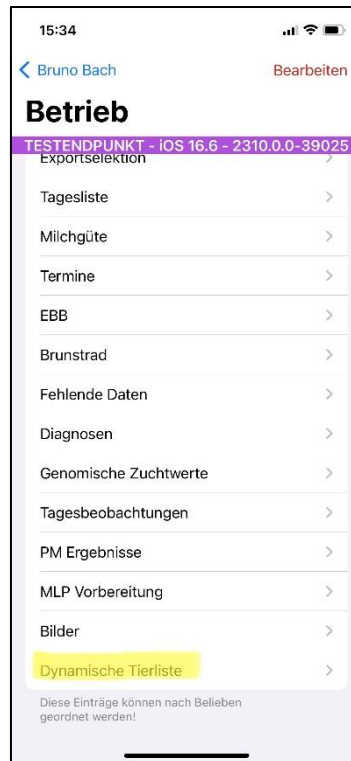 15:34
Bruno Bach
Bearbeiten
Betrieb
TESTENDPUNKT - iOS 16.6 - 2310.0.0-39025
Exportselektion
Tagesliste
Milchgüte
Termine
EBB
Brunstrad
Fehlende Daten
Diagnosen
Genomische Zuchtwerte
Tagesbeobachtungen
PM Ergebnisse
MLP Vorbereitung
Bilder
Dynamische Tierliste
Diese Einträge können nach Belieben
geordnet werden!